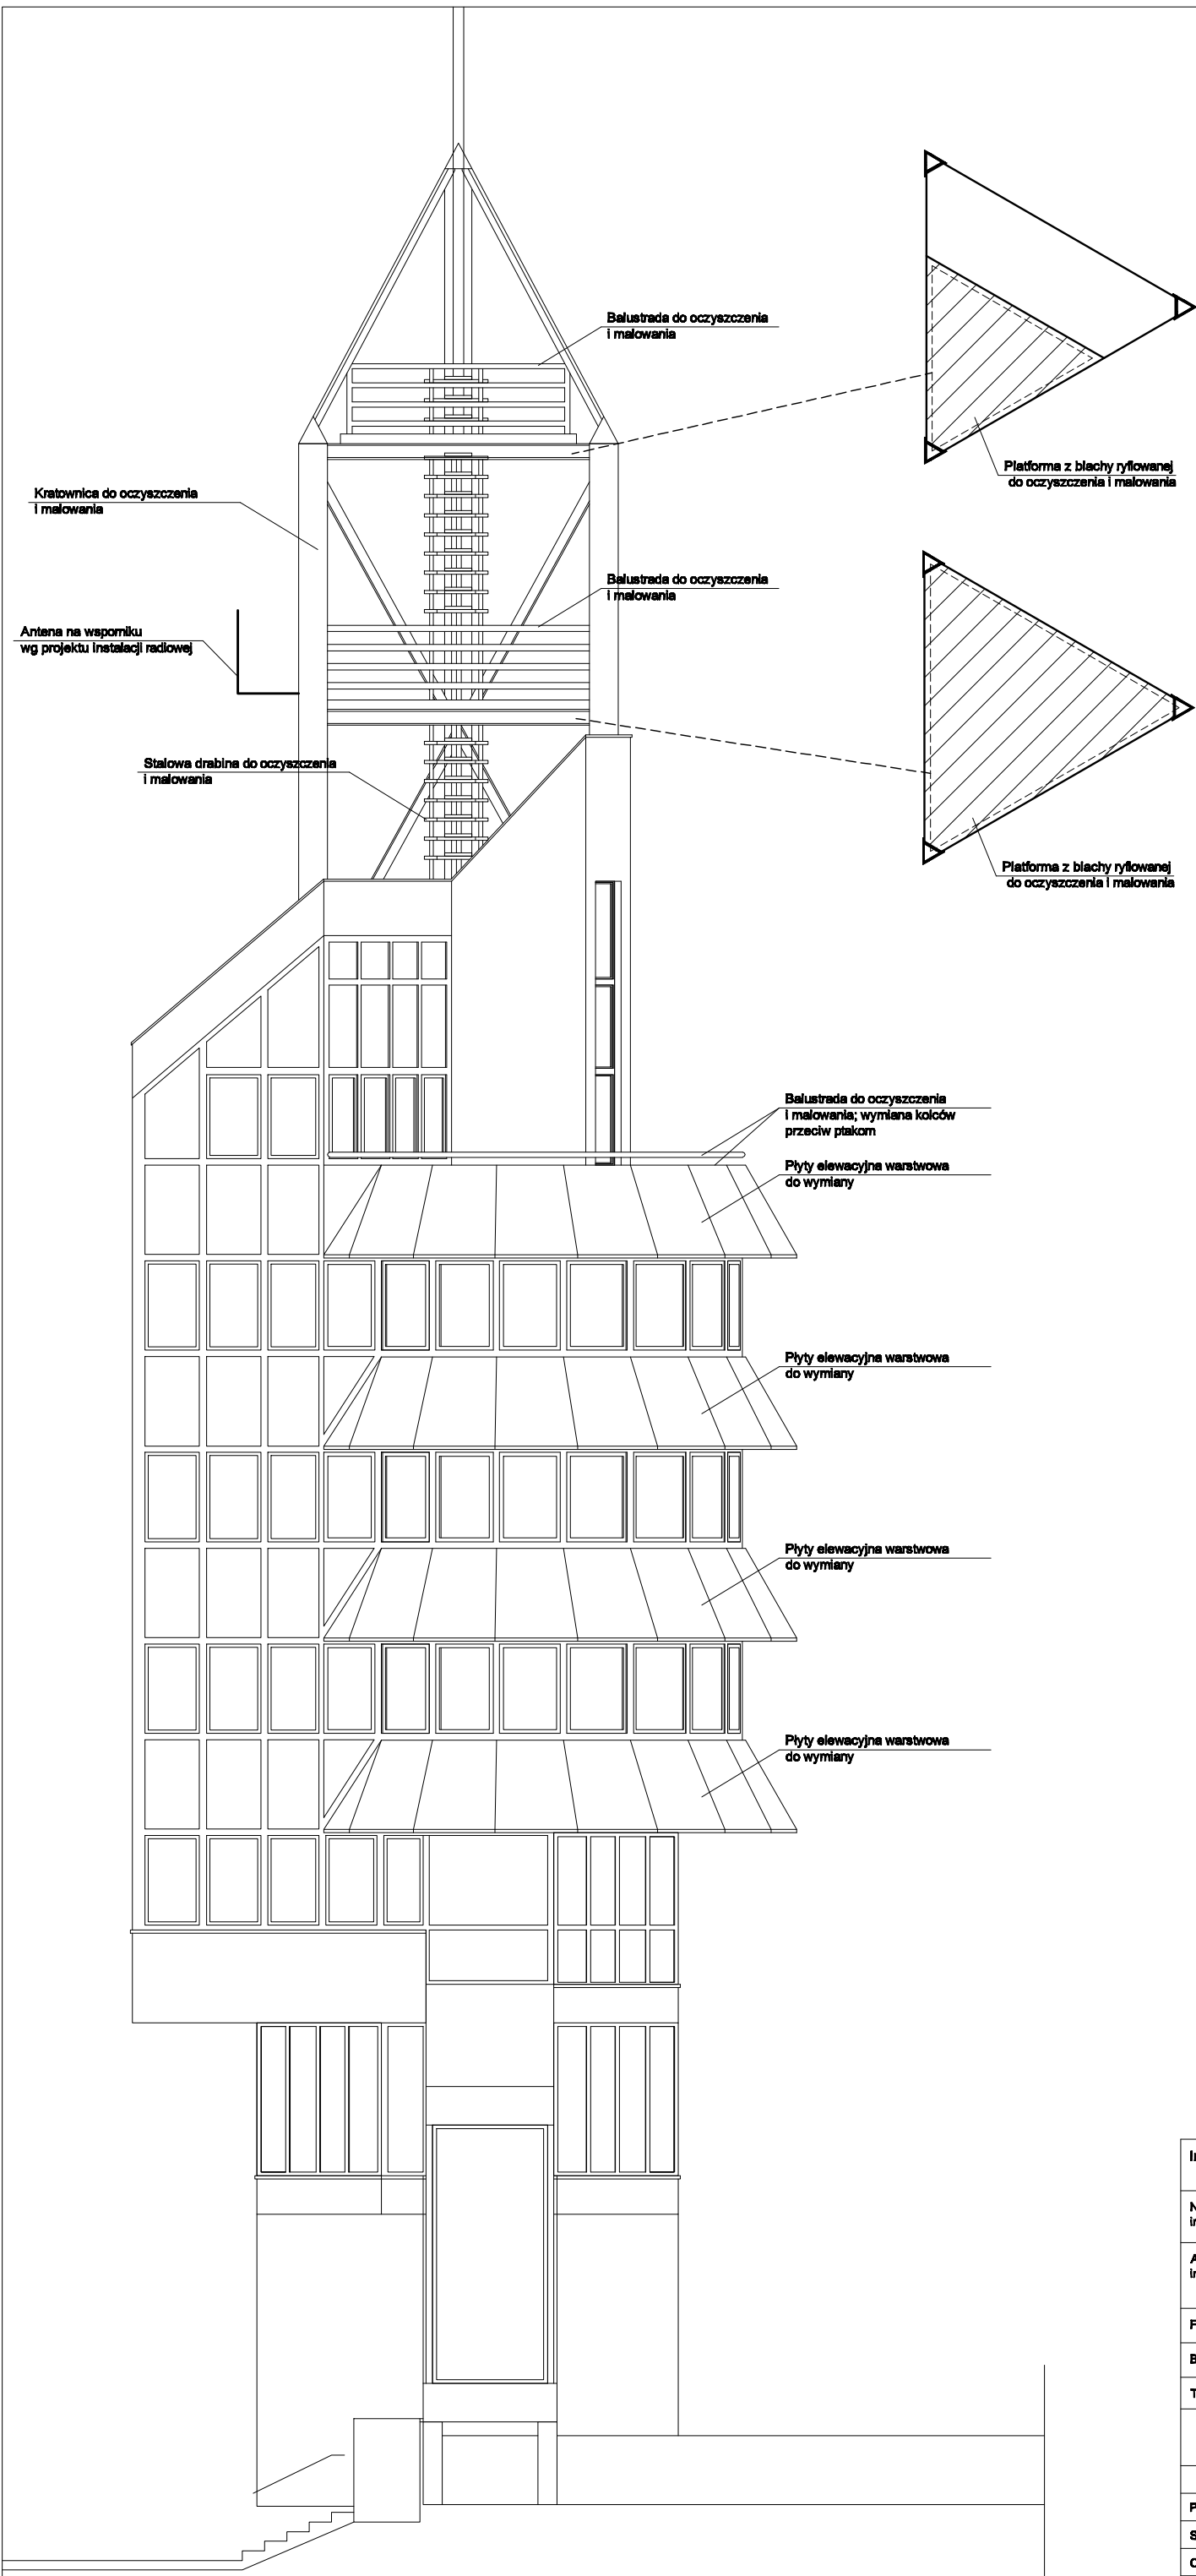 Balustrada do oczyszczenia
i malowania
Platforma z blachy ryflowanej
do oczyszczenia i malowania
Kratownica do oczyszczenia
i malowania
Balustrada do oczyszczenia
i malowania
Antena na wsporniku
wg projektu instalacji radiowej
Stalowa drabina do oczyszczenia
i malowania
Platforma z blachy ryflowanej
do oczyszczenia i malowania
Balustrada do oczyszczenia
i malowania; wymiana kolców
przeciw ptakom
Płyty elewacyjna warstwowa
do wymiany
Płyty elewacyjna warstwowa
do wymiany
Płyty elewacyjna warstwowa
do wymiany
Płyty elewacyjna warstwowa
do wymiany